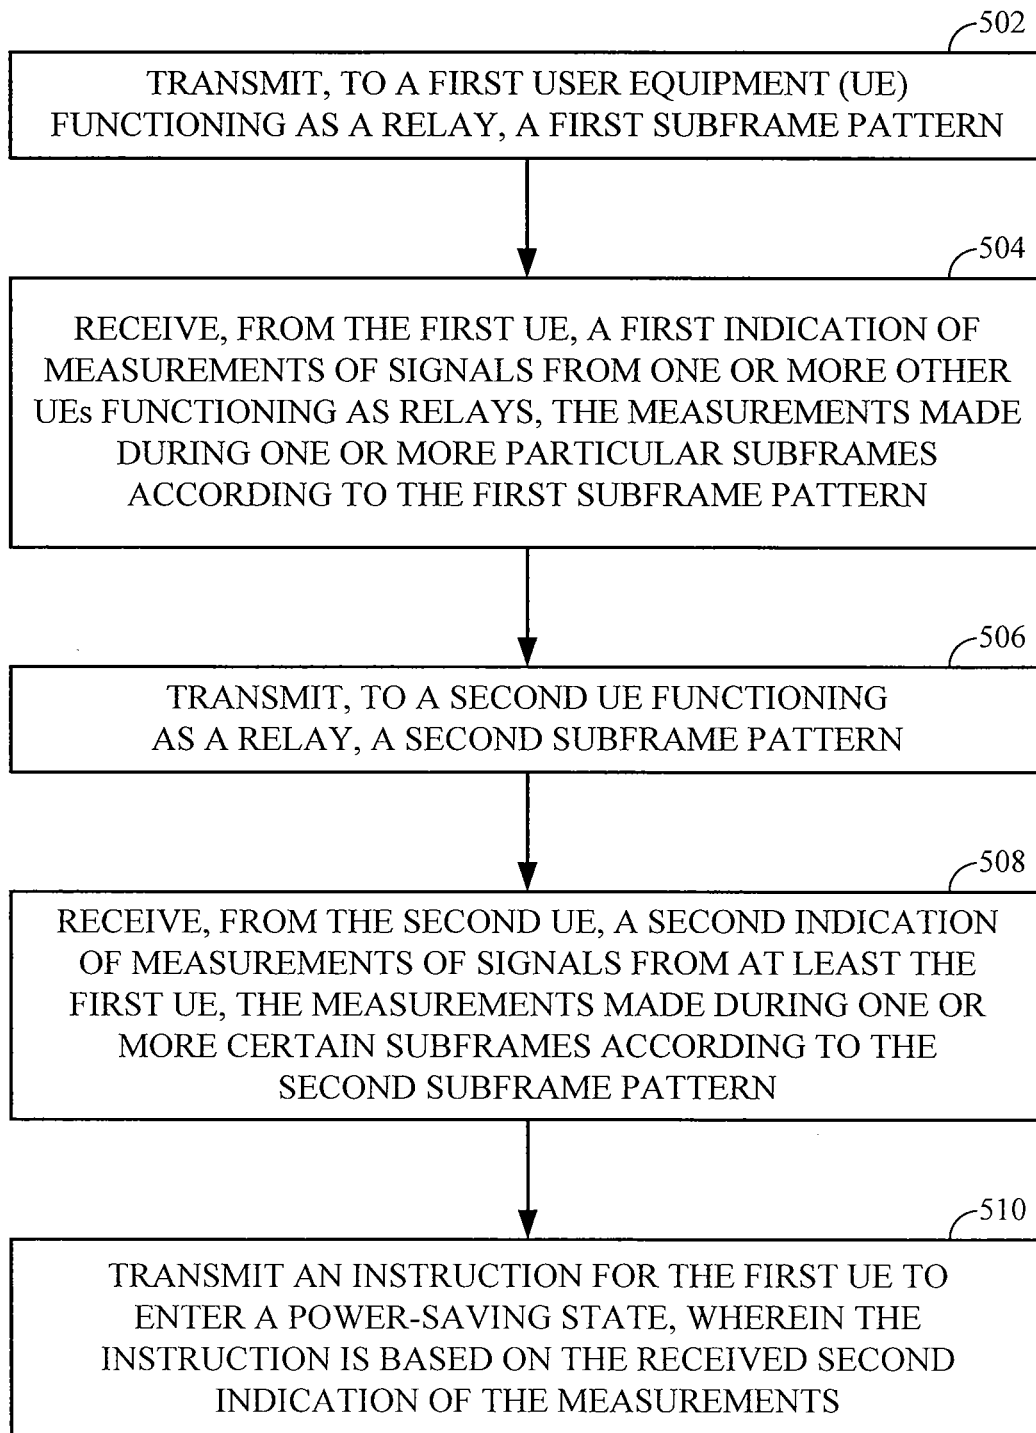 502
TRANSMIT, TO A FIRST USER EQUIPMENT (UE)
FUNCTIONING AS A RELAY, A FIRST SUBFRAME PATTERN
504
RECEIVE, FROM THE FIRST UE, A FIRST INDICATION OF
MEASUREMENTS OF SIGNALS FROM ONE OR MORE OTHER
UEs FUNCTIONING AS RELAYS, THE MEASUREMENTS MADE
DURING ONE OR MORE PARTICULAR SUBFRAMES
ACCORDING TO THE FIRST SUBFRAME PATTERN
506
TRANSMIT, TO A SECOND UE FUNCTIONING
AS A RELAY, A SECOND SUBFRAME PATTERN
508
RECEIVE, FROM THE SECOND UE, A SECOND INDICATION
OF MEASUREMENTS OF SIGNALS FROM AT LEAST THE
FIRST UE, THE MEASUREMENTS MADE DURING ONE OR
MORE CERTAIN SUBFRAMES ACCORDING TO THE
SECOND SUBFRAME PATTERN
510
TRANSMIT AN INSTRUCTION FOR THE FIRST UE TO
ENTER A POWER-SAVING STATE, WHEREIN THE
INSTRUCTION IS BASED ON THE RECEIVED SECOND
INDICATION OF THE MEASUREMENTS